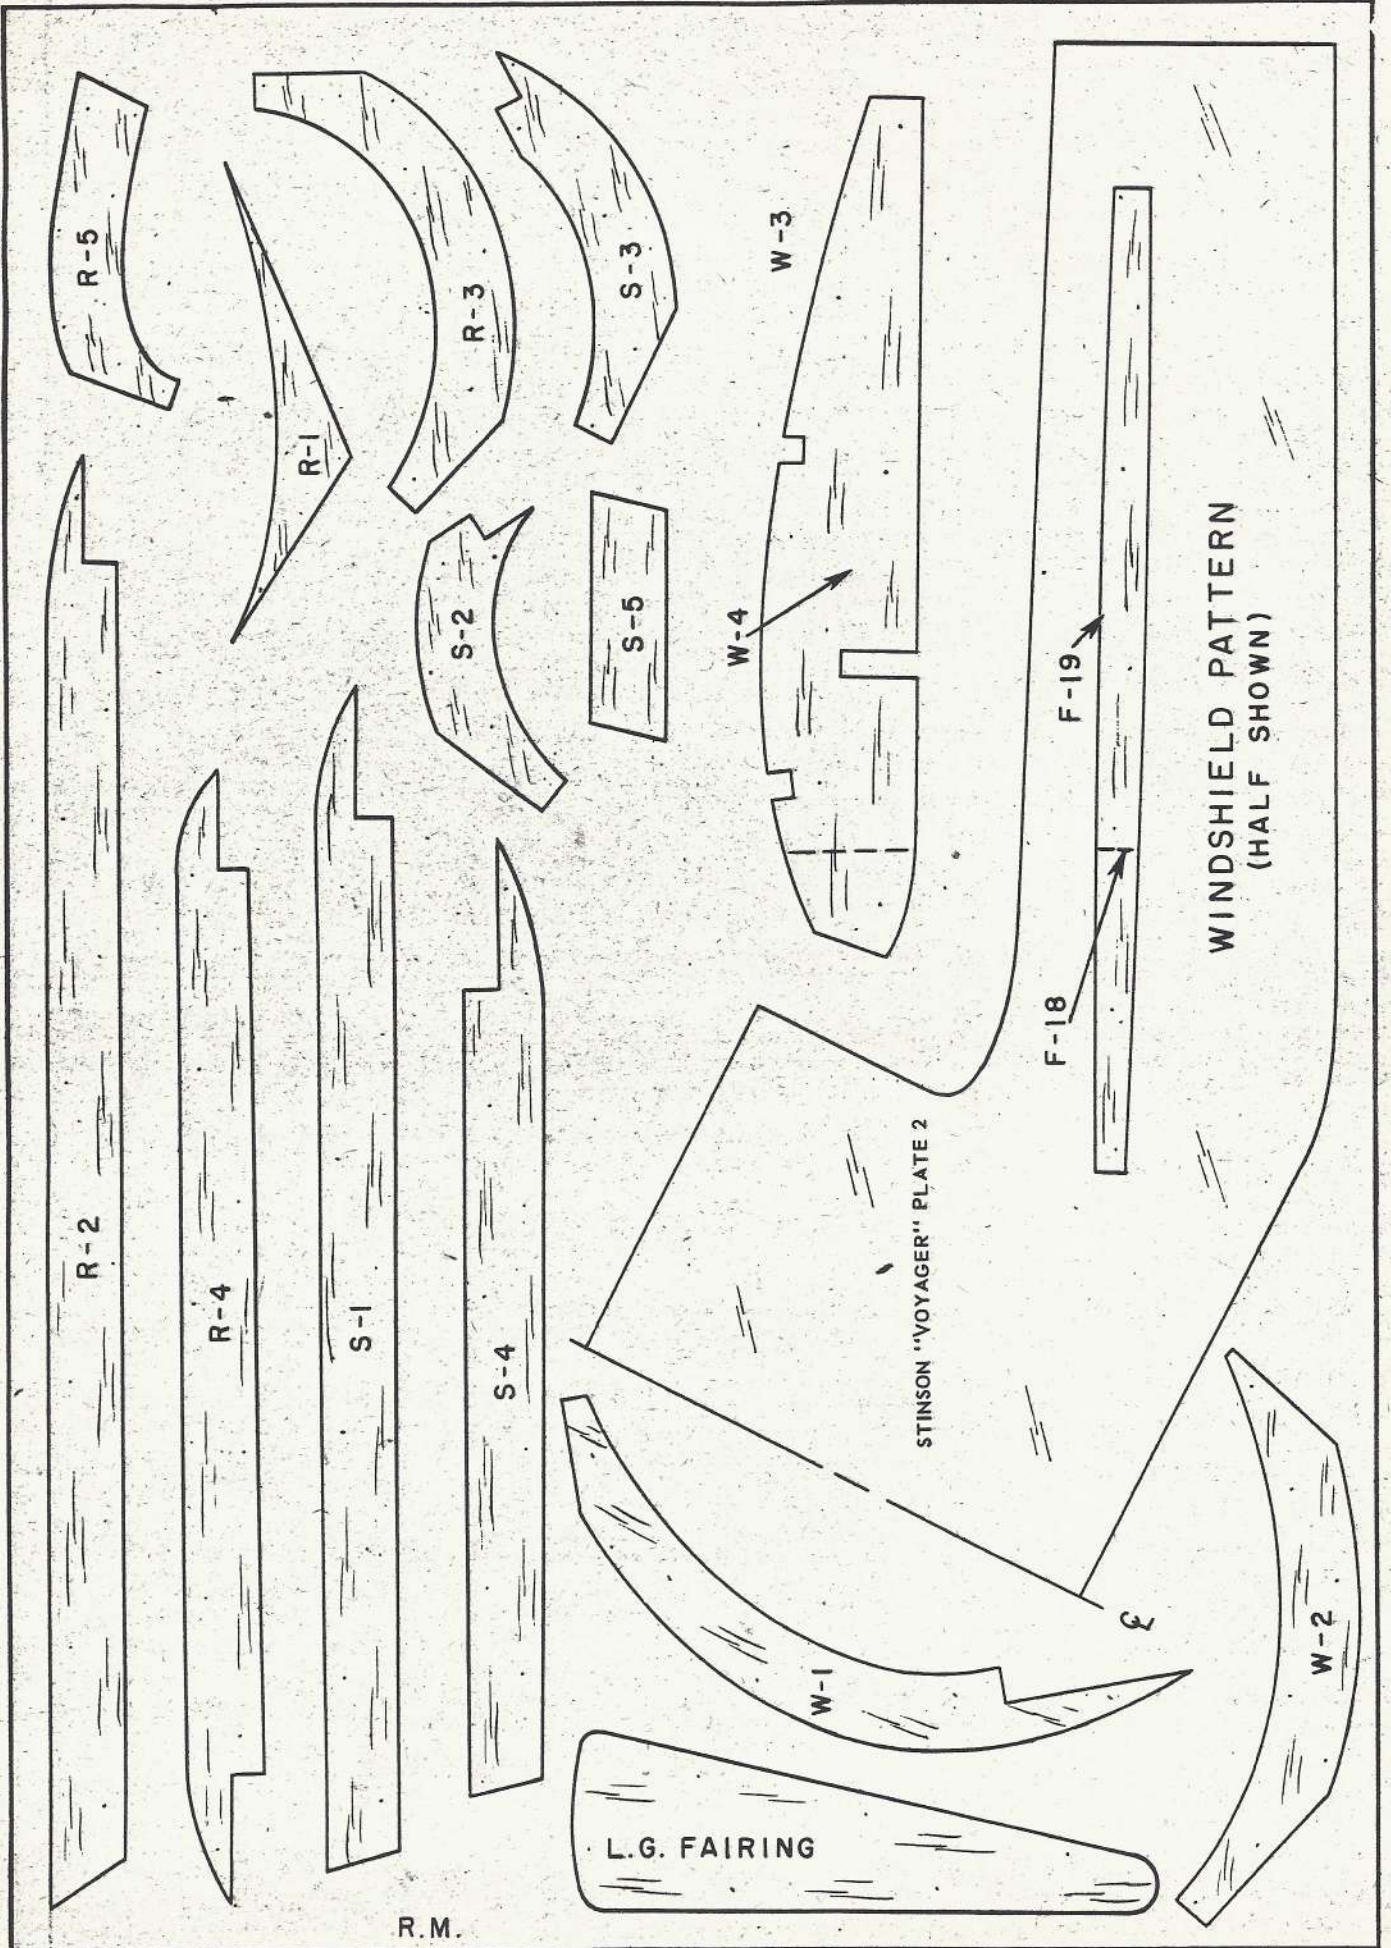 R-5
R-1
R-3
S-3
W-3
R-2
R-4
S-1
S-2
S-5
S-4
W-4
F-19
F-18
WINDSHIELD PATTERN
(HALF SHOWN)
STINSON "VOYAGER" PLATE 2
W-1
W-2
L.G. FAIRING
R.M.